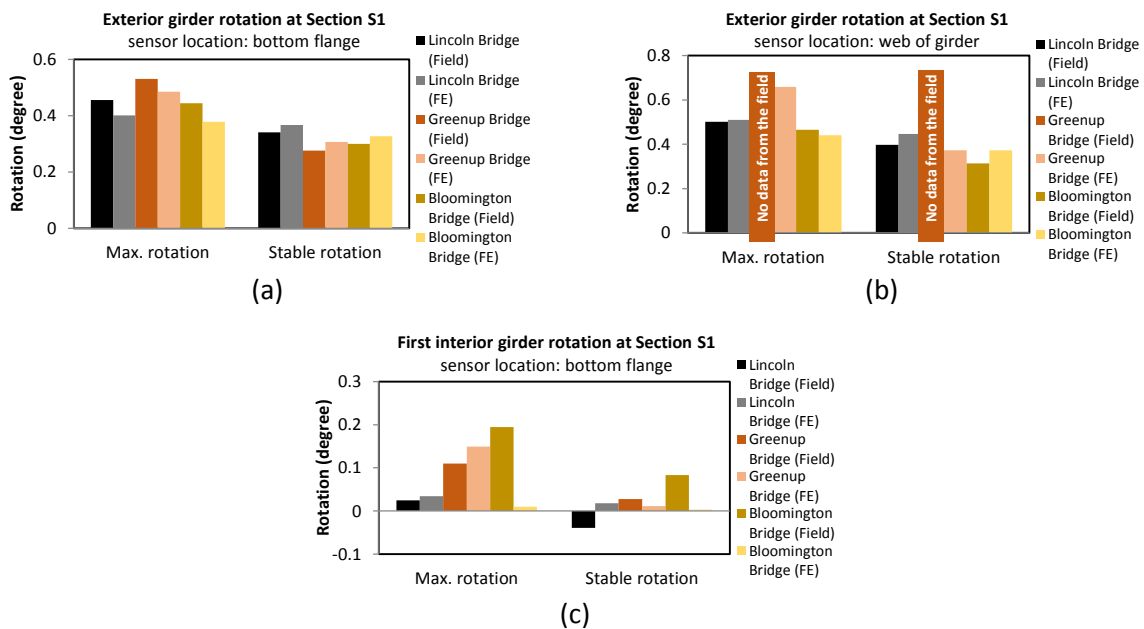 Exterior girder rotation at Section S1
sensor location: bottom flange
Rotation (degree)
0.6
0.4
0.2
0
Max. rotation
Stable rotation
Lincoln Bridge
(Field)
Lincoln Bridge
(FE)
Greenup Bridge
(Field)
Greenup Bridge
(FE)
Bloomington
Bridge (Field)
Bloomington
Bridge (FE)
(a)
Exterior girder rotation at Section S1
sensor location: web of girder
Rotation (degree)
0.8
0.6
0.4
0.2
0
No data from the field
No data from the field
Max. rotation
Stable rotation
Lincoln Bridge
(Field)
Lincoln Bridge
(FE)
Greenup
Bridge (Field)
Greenup
Bridge (FE)
Bloomington
Bridge (Field)
Bloomington
Bridge (FE)
(b)
First interior girder rotation at Section S1
sensor location: bottom flange
Rotation (degree)
0.3
0.2
0.1
0
-0.1
Max. rotation
Stable rotation
Lincoln
Bridge (Field)
Lincoln
Bridge (FE)
Greenup
Bridge (Field)
Greenup
Bridge (FE)
Bloomington
Bridge (Field)
Bloomington
Bridge (FE)
(c)